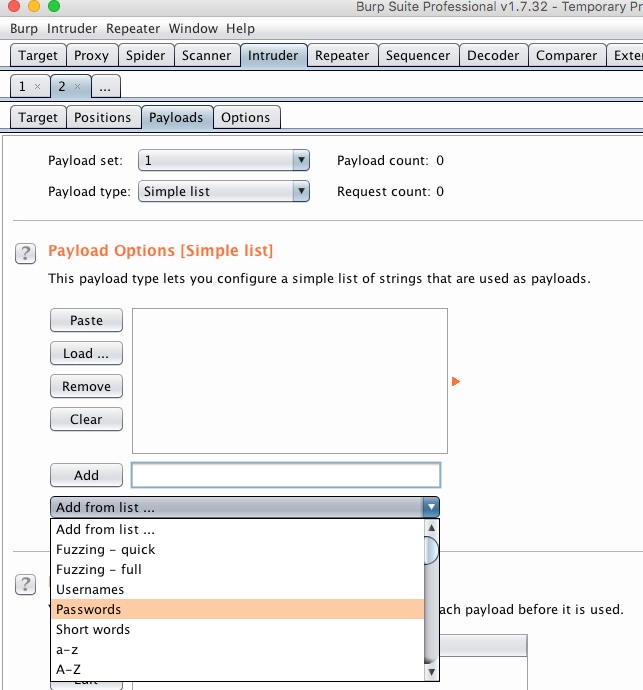 Burp Suite Professional v1.7.32 - Temporary Pr
Burp Intruder Repeater Window Help
Target Proxy Spider Scanner Intruder Repeater Sequencer Decoder Comparer Exte
1 × 2 × ...
Target Positions Payloads Options
Payload set: 1 Payload count: 0
Payload type: Simple list Request count: 0
? Payload Options [Simple list]
This payload type lets you configure a simple list of strings that are used as payloads.
Paste
Load ...
Remove
Clear
Add
Add from list ...
Add from list ...
Fuzzing - quick
Fuzzing - full
?
Usernames
Passwords ach payload before it is used.
Short words
a-z
A-Z
Edit